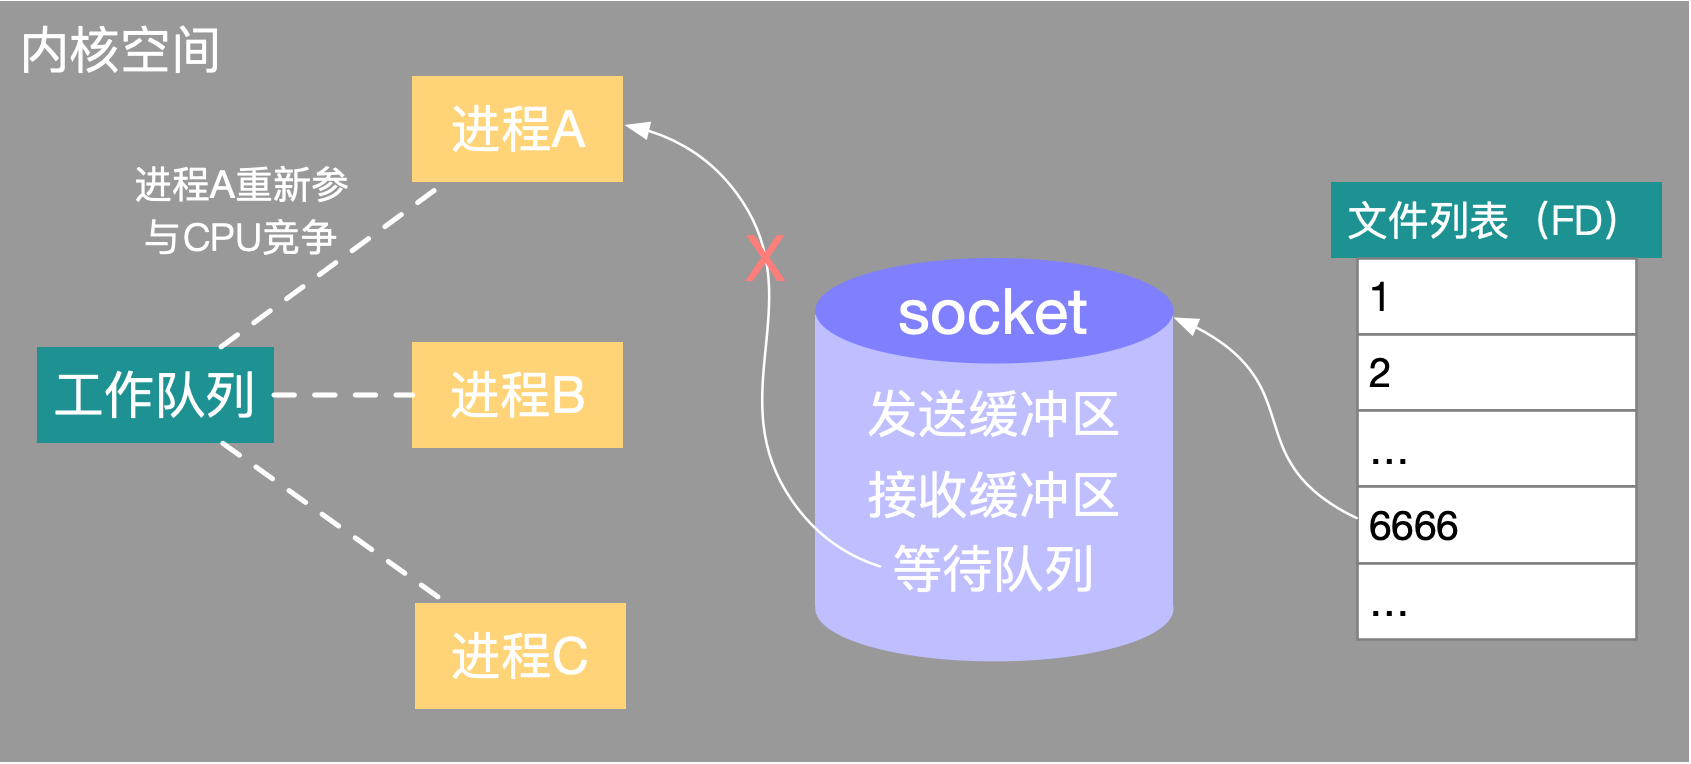 内核空间
进程A
进程A重新参
与CPU竞争
X
工作队列
进程B
进程C
socket
发送缓冲区
接收缓冲区
等待队列
文件列表（FD）
1
2
...
6666
...